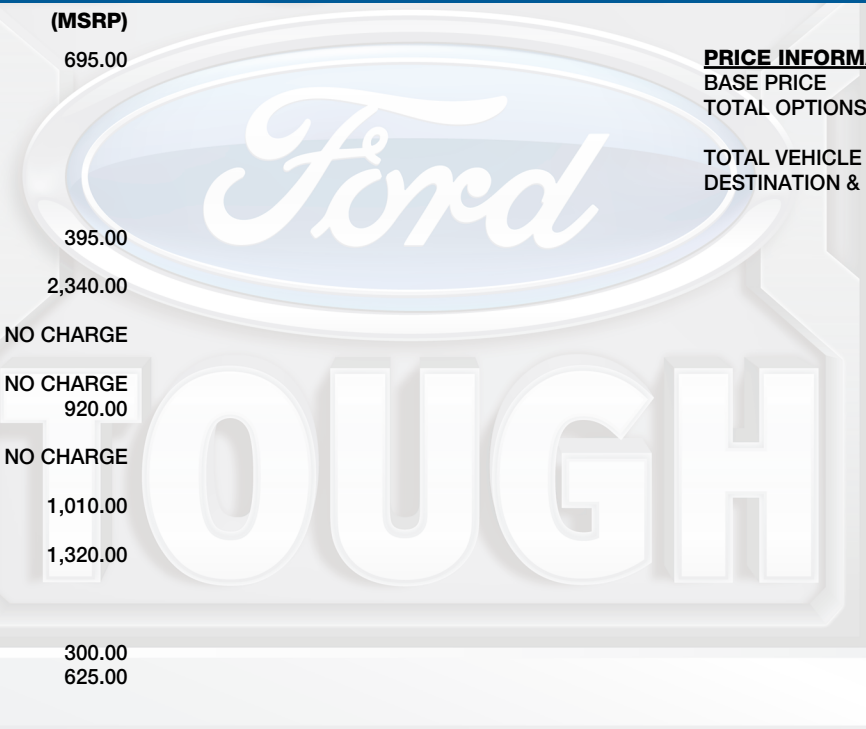 (MSRP)
695.00
395.00
2,340.00
NO CHARGE
NO CHARGE
920.00
NO CHARGE
1,010.00
1,320.00
300.00
625.00
PRICE INFORM
BASE PRICE
TOTAL OPTIONS
TOTAL VEHICLE
DESTINATION &
Ford
TOUGH